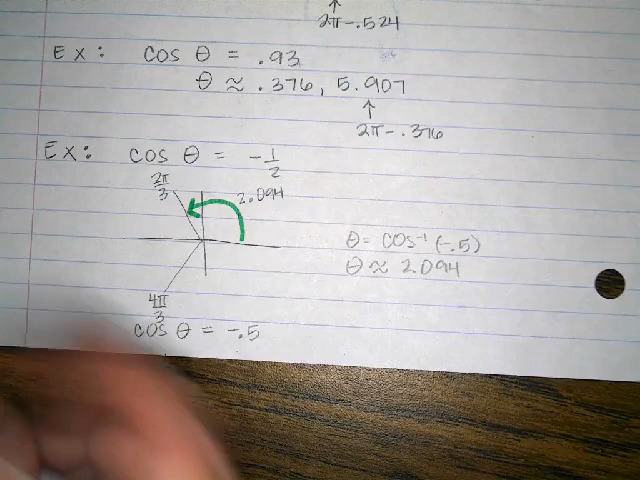 ↑
2π-.524
Ex: cos θ = .93
θ ≈ .376, 5.907
↑
2π-.376
Ex: cos θ = -1/2
2π/3
2.094
θ = cos⁻¹(-.5)
θ ≈ 2.094
4π/3
cos θ = -.5